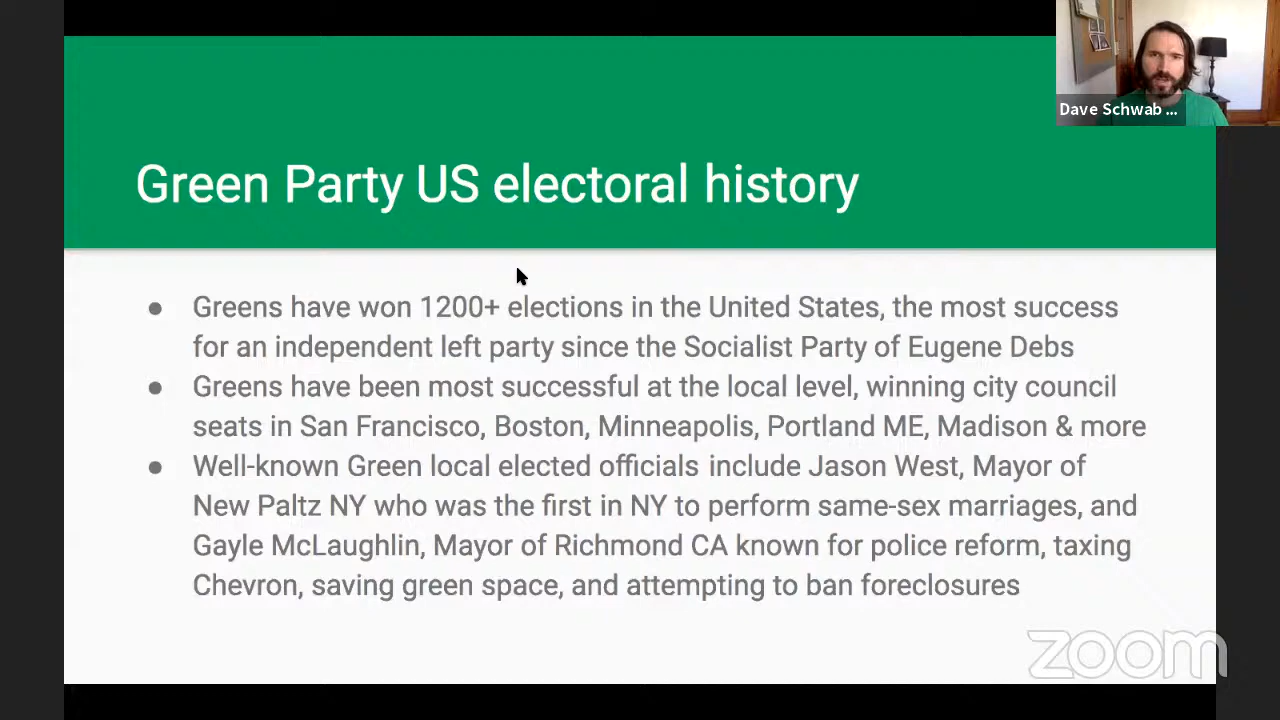 Dave Schwab ...
Green Party US electoral history
● Greens have won 1200+ elections in the United States, the most success
for an independent left party since the Socialist Party of Eugene Debs
● Greens have been most successful at the local level, winning city council
seats in San Francisco, Boston, Minneapolis, Portland ME, Madison & more
● Well-known Green local elected officials include Jason West, Mayor of
New Paltz NY who was the first in NY to perform same-sex marriages, and
Gayle McLaughlin, Mayor of Richmond CA known for police reform, taxing
Chevron, saving green space, and attempting to ban foreclosures
zoom